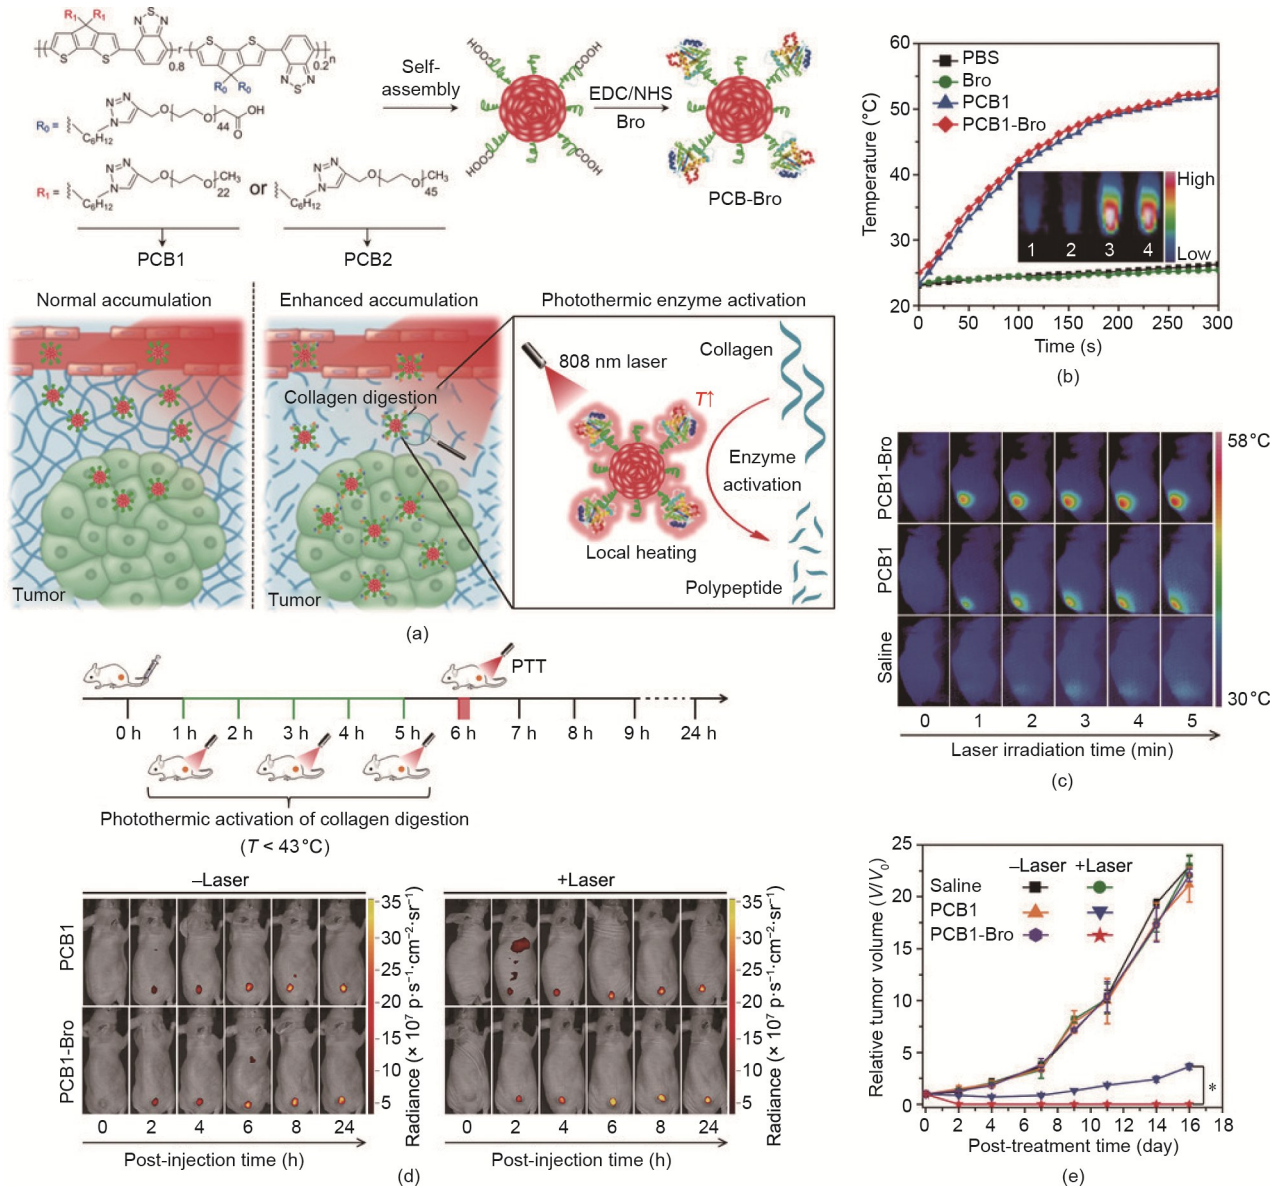 R₁ R₁
N S N
S S r S S
0.8 0.2 n
R₀ R₀
N S N
R₀ = N=N N C₆H₁₂ O O 44 O OH
R₁ = N=N N C₆H₁₂ O O CH₃ 22 or N=N N C₆H₁₂ O O CH₃ 45
PCB1 PCB2
Self-
assembly
HOOC COOH
HOOC COOH
EDC/NHS
Bro
PCB-Bro
Normal accumulation
Tumor
Enhanced accumulation
Collagen digestion
Tumor
Photothermic enzyme activation
808 nm laser
Collagen
T↑
Enzyme
activation
Local heating
Polypeptide
(a)
Temperature (°C)
60
50
40
30
20
PBS
Bro
PCB1
PCB1-Bro
High
Low
1 2 3 4
0 50 100 150 200 250 300
Time (s)
(b)
PCB1-Bro
PCB1
Saline
58 °C
30 °C
0 1 2 3 4 5
Laser irradiation time (min)
(c)
PTT
0 h 1 h 2 h 3 h 4 h 5 h 6 h 7 h 8 h 9 h 24 h
Photothermic activation of collagen digestion
(T < 43 °C)
–Laser
PCB1
PCB1-Bro
0 2 4 6 8 24
Post-injection time (h)
35
30
25
20
15
10
5
Radiance (× 10⁷ p·s⁻¹·cm⁻²·sr⁻¹)
+Laser
0 2 4 6 8 24
Post-injection time (h)
35
30
25
20
15
10
5
Radiance (× 10⁷ p·s⁻¹·cm⁻²·sr⁻¹)
(d)
Relative tumor volume (V/V₀)
25
20
15
10
5
0
–Laser +Laser
Saline
PCB1
PCB1-Bro
*
0 2 4 6 8 10 12 14 16 18
Post-treatment time (day)
(e)